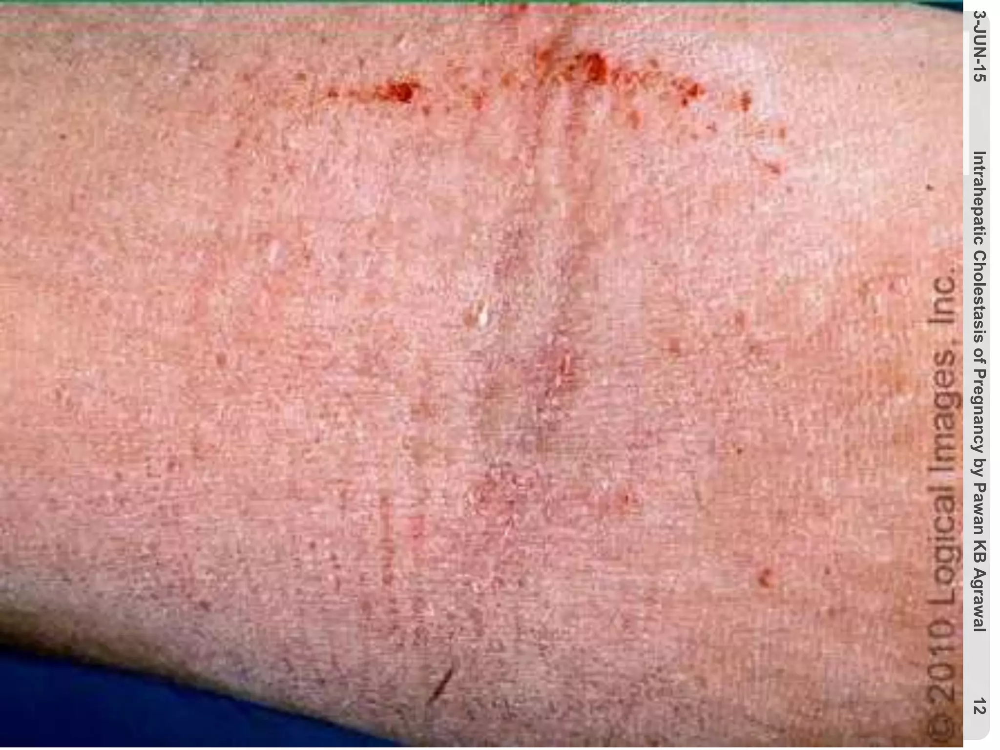 3-JUN-15
Intrahepatic Cholestasis of Pregnancy by Pawan KB Agrawal
12
© 2010 Logical Images, Inc.